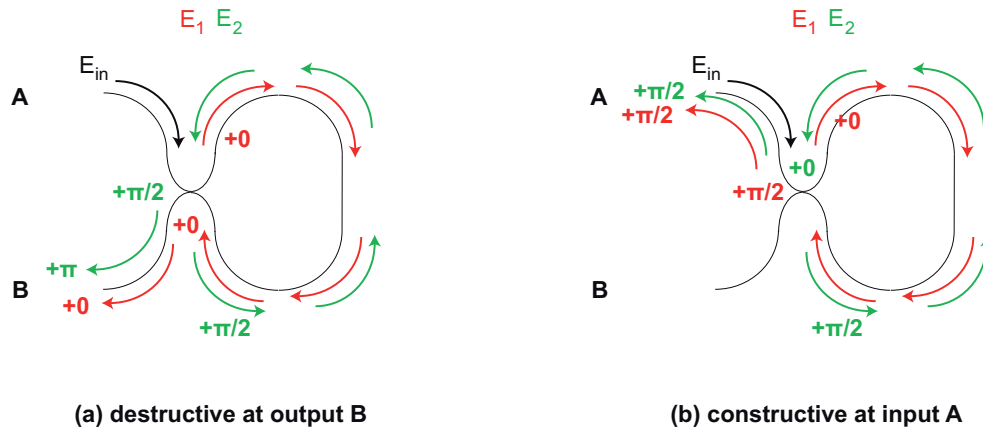 E1 E2
Ein
A
+0
+π/2
+0
+π
B
+0
+π/2
(a) destructive at output B
E1 E2
Ein
A
+π/2
+π/2
+0
+0
+π/2
B
+π/2
(b) constructive at input A